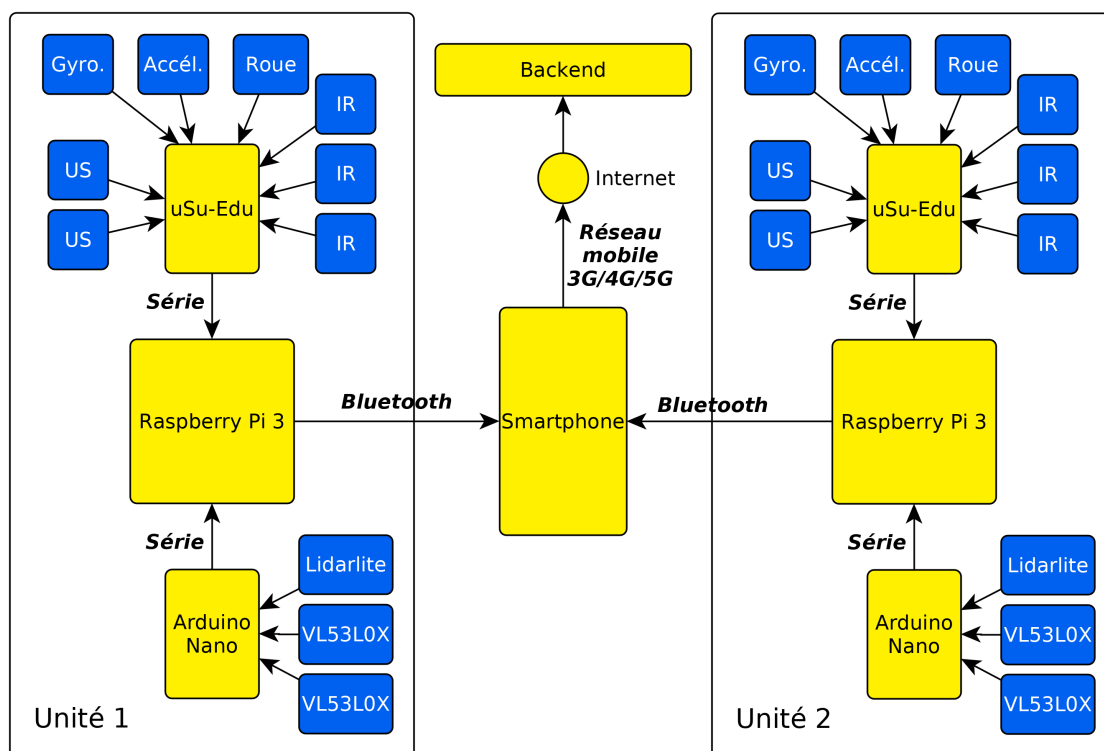 Gyro.
Accél.
Roue
IR
US
IR
US
IR
uSu-Edu
Série
Raspberry Pi 3
Bluetooth
Série
Arduino
Nano
Lidarlite
VL53L0X
VL53L0X
Unité 1
Backend
Internet
Réseau
mobile
3G/4G/5G
Smartphone
Bluetooth
Gyro.
Accél.
Roue
IR
US
IR
US
IR
uSu-Edu
Série
Raspberry Pi 3
Série
Arduino
Nano
Lidarlite
VL53L0X
VL53L0X
Unité 2